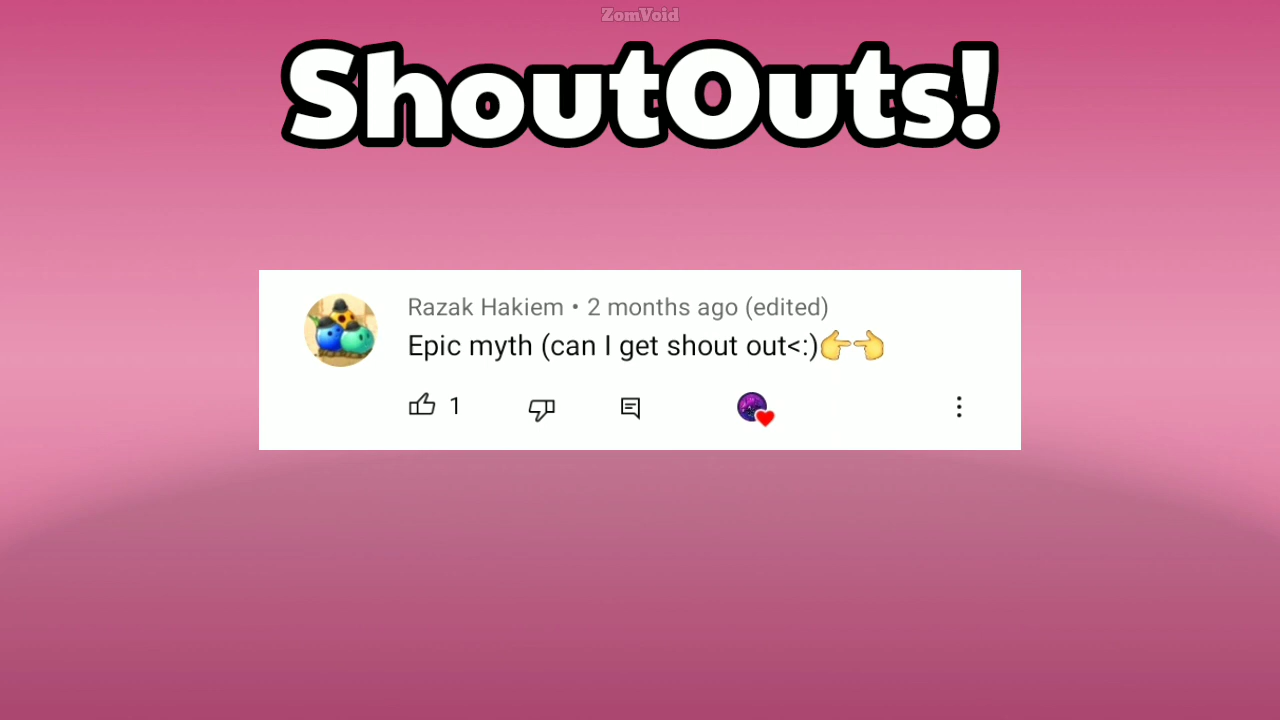 ZomVoid
ShoutOuts!
Razak Hakiem • 2 months ago (edited)
Epic myth (can I get shout out<:)👉👈
1